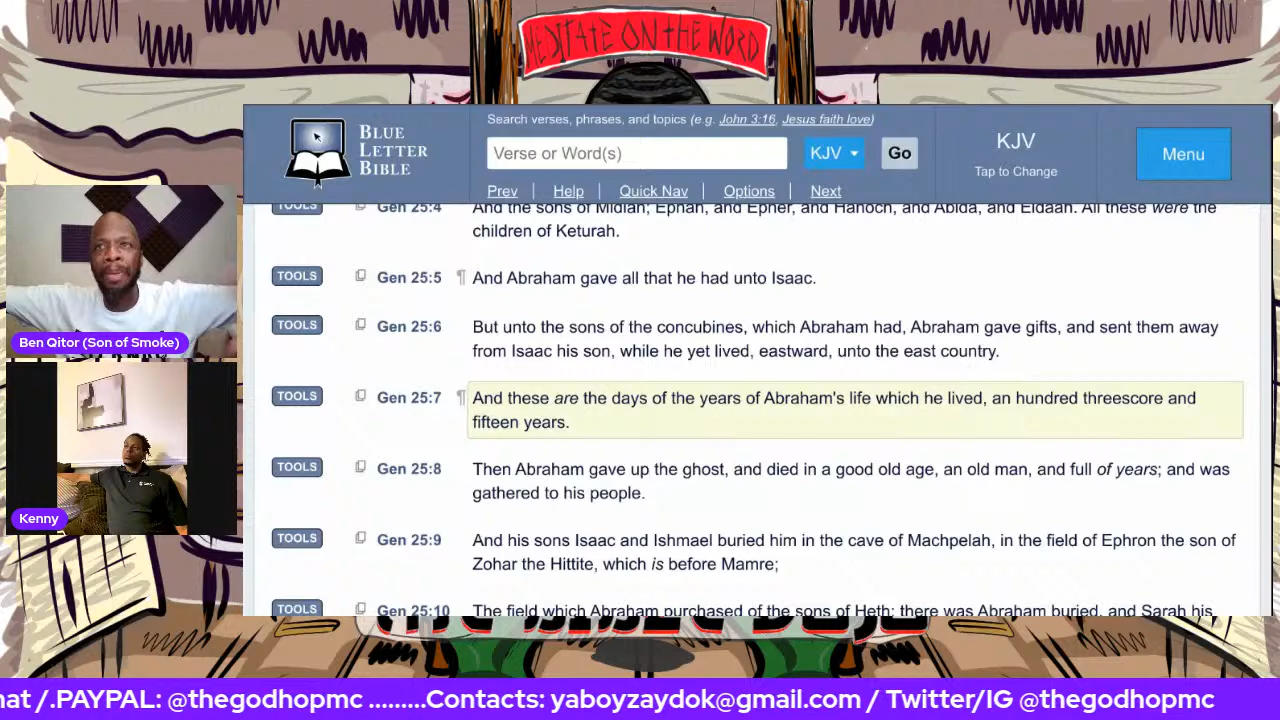 MEDITATE ON THE WORD
BLUE
LETTER
BIBLE
Search verses, phrases, and topics (e.g. John 3:16, Jesus faith love)
Verse or Word(s)
KJV
Go
Prev | Help | Quick Nav | Options | Next
KJV
Tap to Change
Menu
TOOLS Gen 25:4 And the sons of Midian; Ephah, and Epher, and Hanoch, and Abida, and Eldaah. All these were the
children of Keturah.
TOOLS Gen 25:5 ¶ And Abraham gave all that he had unto Isaac.
TOOLS Gen 25:6 But unto the sons of the concubines, which Abraham had, Abraham gave gifts, and sent them away
from Isaac his son, while he yet lived, eastward, unto the east country.
TOOLS Gen 25:7 ¶ And these are the days of the years of Abraham's life which he lived, an hundred threescore and
fifteen years.
TOOLS Gen 25:8 Then Abraham gave up the ghost, and died in a good old age, an old man, and full of years; and was
gathered to his people.
TOOLS Gen 25:9 And his sons Isaac and Ishmael buried him in the cave of Machpelah, in the field of Ephron the son of
Zohar the Hittite, which is before Mamre;
TOOLS Gen 25:10 The field which Abraham purchased of the sons of Heth: there was Abraham buried, and Sarah his
Ben Qitor (Son of Smoke)
Kenny
hat /.PAYPAL: @thegodhopmc .........Contacts: yaboyzaydok@gmail.com / Twitter/IG @thegodhopmc